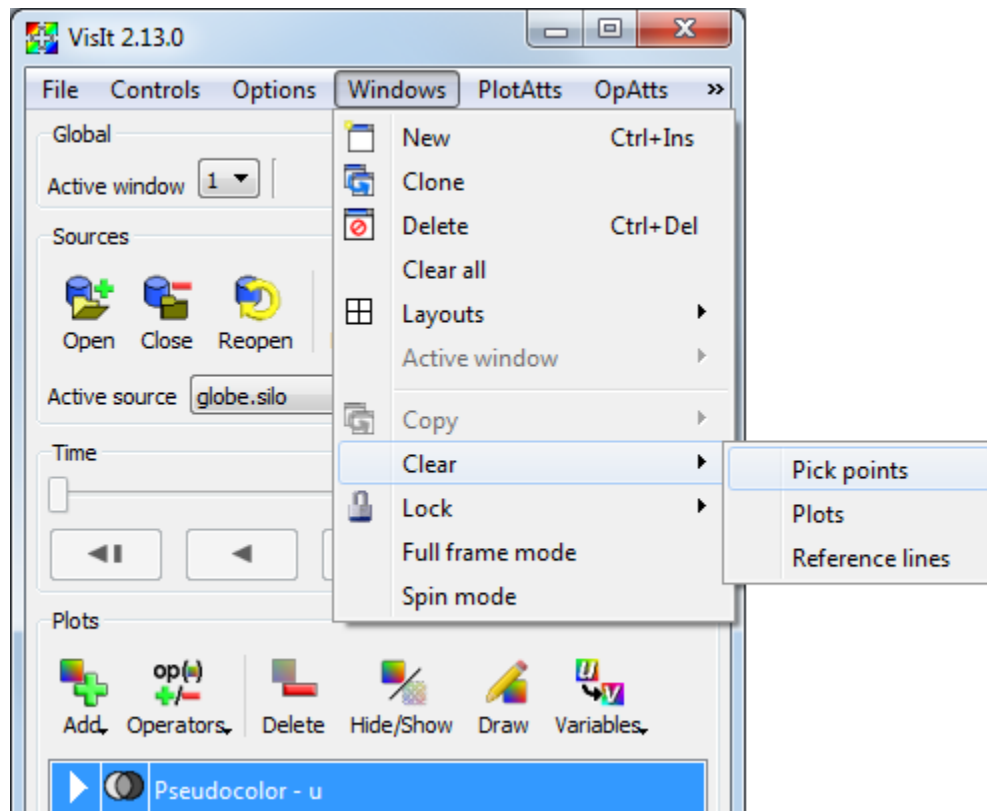 VisIt 2.13.0
File Controls Options Windows PlotAtts OpAtts »
Global
Active window 1
Sources
Open Close Reopen
Active source globe.silo
Time
New Ctrl+Ins
Clone
Delete Ctrl+Del
Clear all
Layouts
Active window
Copy
Clear
Lock
Full frame mode
Spin mode
Pick points
Plots
Reference lines
Plots
op(=)
+/-
U
V
Add Operators Delete Hide/Show Draw Variables
Pseudocolor - u